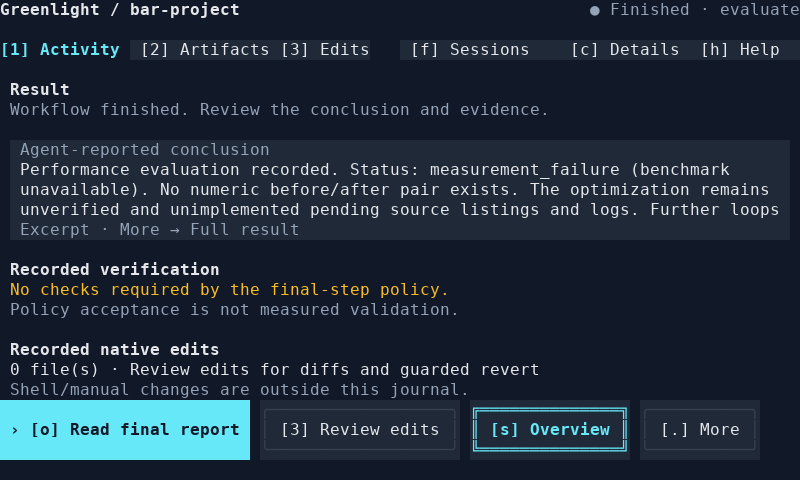 Greenlight / bar-project ● Finished · evaluate
[1] Activity [2] Artifacts [3] Edits [f] Sessions [c] Details [h] Help
Result
Workflow finished. Review the conclusion and evidence.
Agent-reported conclusion
Performance evaluation recorded. Status: measurement_failure (benchmark
unavailable). No numeric before/after pair exists. The optimization remains
unverified and unimplemented pending source listings and logs. Further loops
Excerpt · More → Full result
Recorded verification
No checks required by the final-step policy.
Policy acceptance is not measured validation.
Recorded native edits
0 file(s) · Review edits for diffs and guarded revert
Shell/manual changes are outside this journal.
› [o] Read final report [3] Review edits [s] Overview [.] More